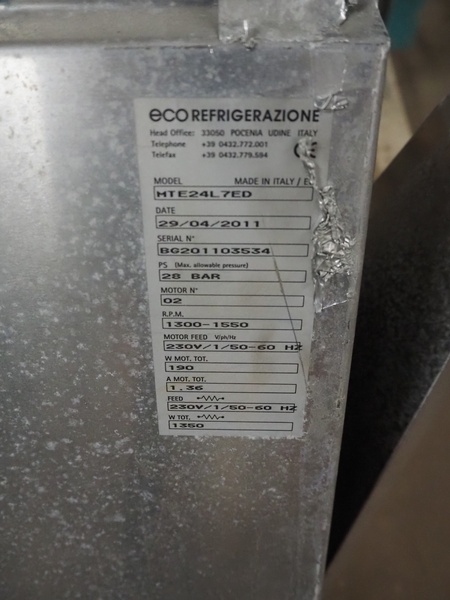 eco REFRIGERAZIONE
Head Office: 33050 POCENIA UDINE ITALY
Telephone +39 0432.772.001
Telefax +39 0432.779.594
CE
MODEL MADE IN ITALY /
MTE24L7ED
DATE
29/04/2011
SERIAL N°
BG201103534
PS (Max. allowable pressure)
28 BAR
MOTOR N°
02
R.P.M.
1300-1550
MOTOR FEED V/ph/Hz
230V/1/50-60 HZ
W MOT. TOT.
190
A MOT. TOT.
1,36
FEED
230V/1/50-60 HZ
W TOT.
1350